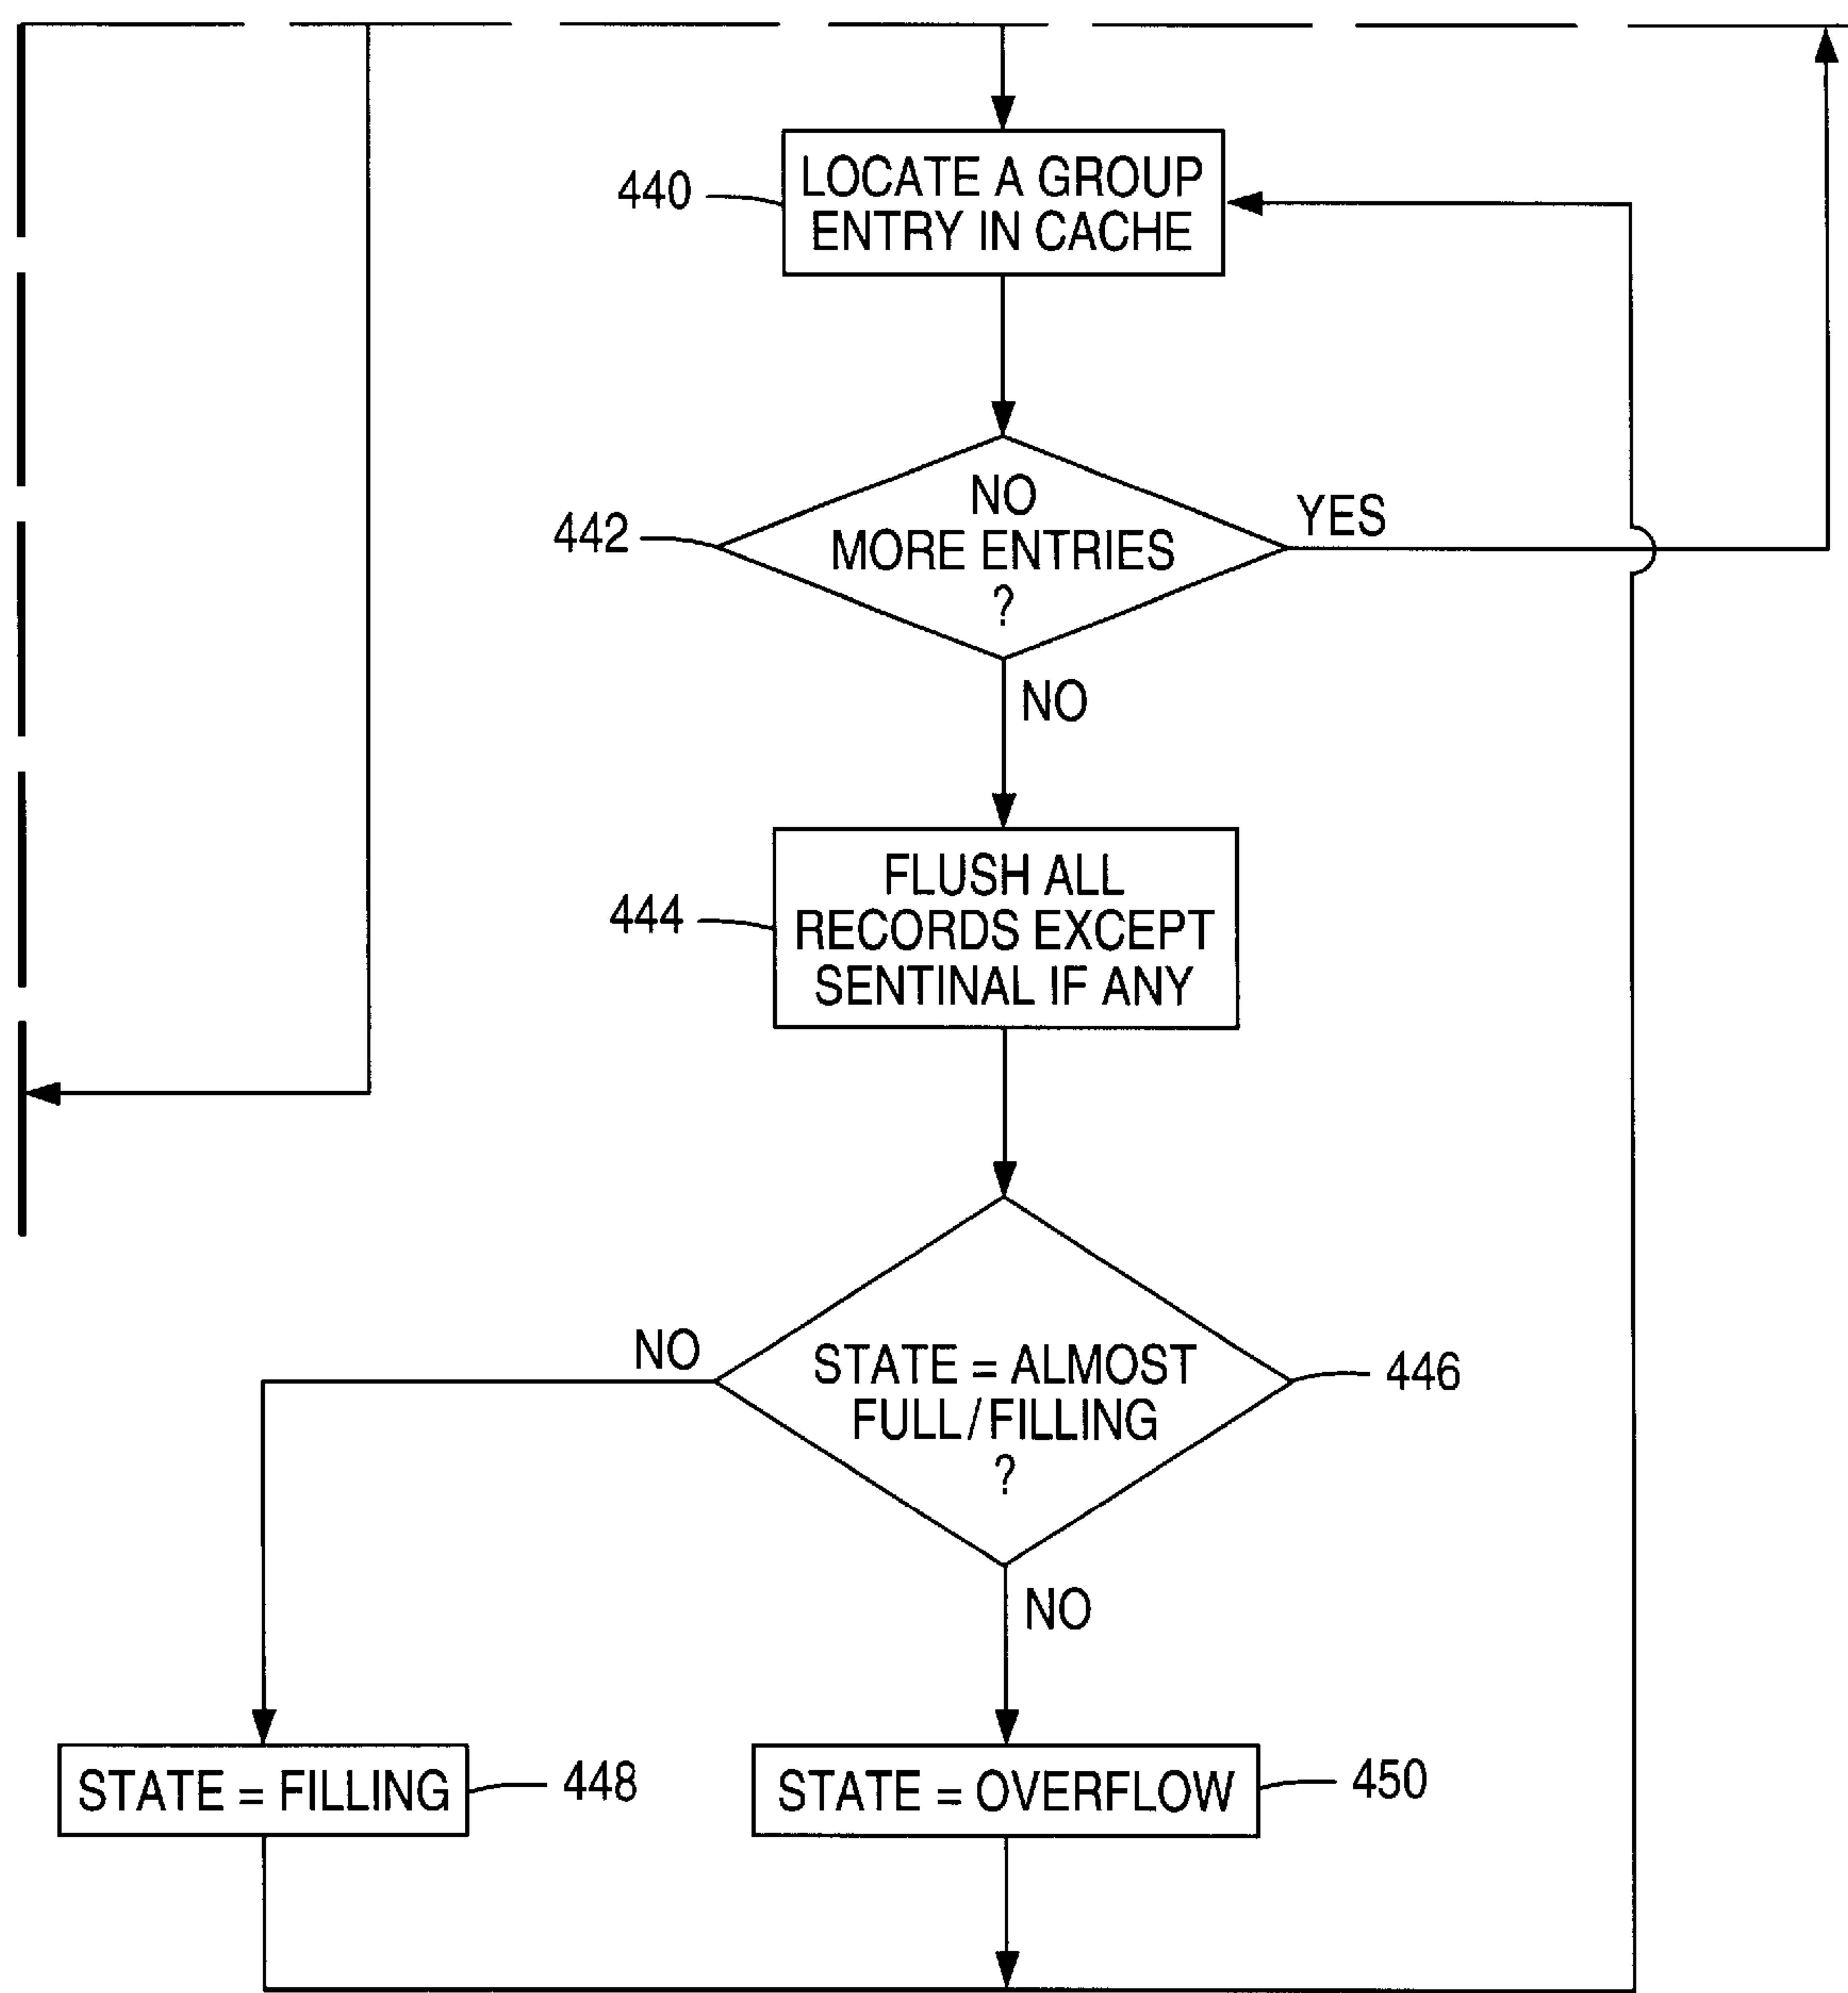 440
LOCATE A GROUP
ENTRY IN CACHE
442
NO
MORE ENTRIES
?
YES
NO
444
FLUSH ALL
RECORDS EXCEPT
SENTINAL IF ANY
NO
STATE = ALMOST
FULL/FILLING
?
446
NO
STATE = FILLING
448
STATE = OVERFLOW
450